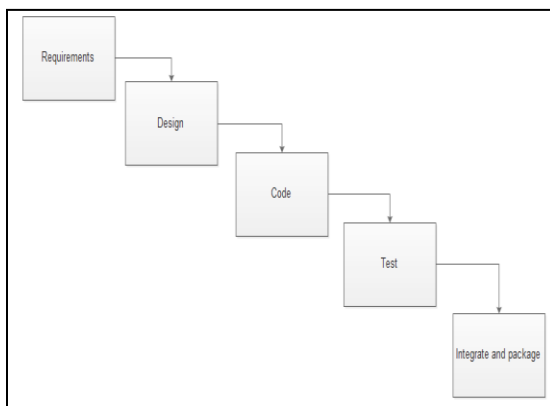 Requirements
Design
Code
Test
Integrate and package